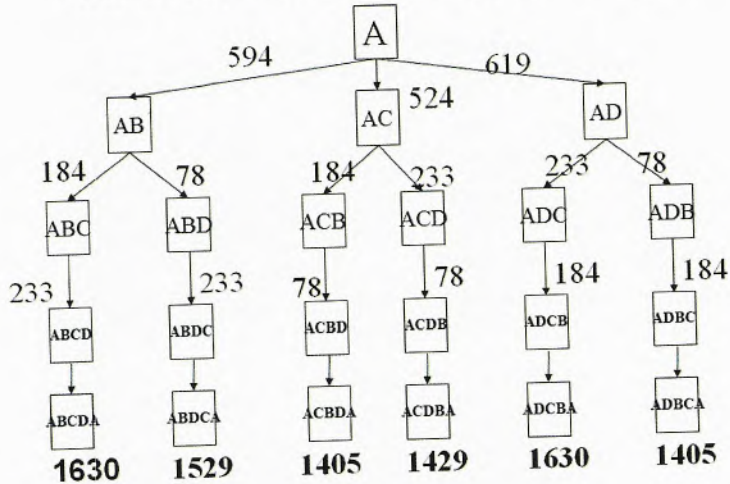 A
594
619
524
AB
AC
AD
184
78
184
233
233
78
ABC
ABD
ACB
ACD
ADC
ADB
233
233
78
78
184
184
ABCD
ABDC
ACBD
ACDB
ADCB
ADBC
ABCDA
ABDCA
ACBDA
ACDBA
ADCBA
ADBCA
1630
1529
1405
1429
1630
1405